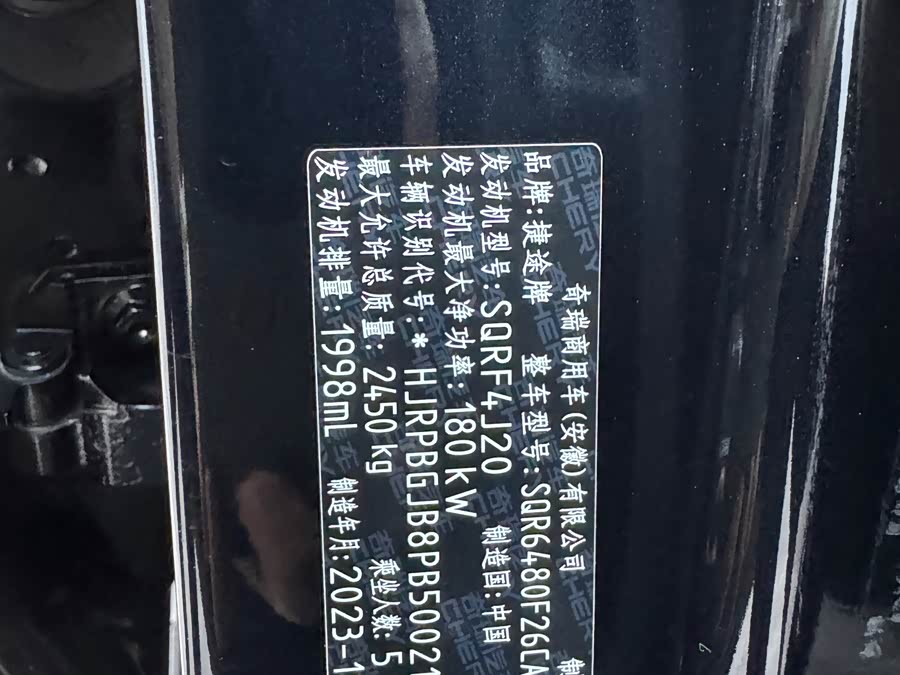 奇瑞商用车(安徽)有限公司 制
品牌:捷途牌 整车型号:SQR6480F26CA
发动机型号:SQRF4J20 制造国:中国
发动机最大净功率:180kW
车辆识别代号:*HJRPBGJB8PB50021
最大允许总质量:2450kg 乘坐人数:5
发动机排量:1998mL 制造年月:2023-1